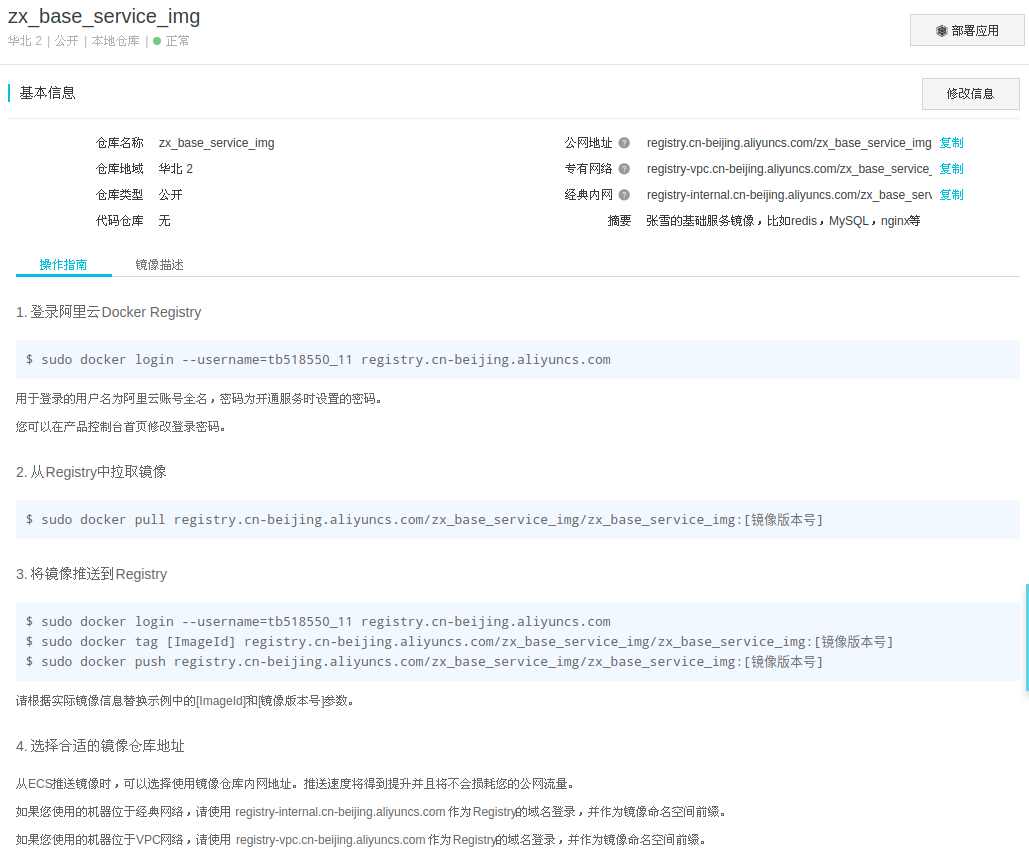 zx_base_service_img
华北 2 | 公开 | 本地仓库 | 正常
部署应用
基本信息
修改信息
仓库名称 zx_base_service_img
公网地址 registry.cn-beijing.aliyuncs.com/zx_base_service_img 复制
仓库地域 华北 2
专有网络 registry-vpc.cn-beijing.aliyuncs.com/zx_base_service_ 复制
仓库类型 公开
经典内网 registry-internal.cn-beijing.aliyuncs.com/zx_base_serv 复制
代码仓库 无
摘要 张雪的基础服务镜像，比如redis，MySQL，nginx等
操作指南 镜像描述
1. 登录阿里云Docker Registry
$ sudo docker login --username=tb518550_11 registry.cn-beijing.aliyuncs.com
用于登录的用户名为阿里云账号全名，密码为开通服务时设置的密码。
您可以在产品控制台首页修改登录密码。
2. 从Registry中拉取镜像
$ sudo docker pull registry.cn-beijing.aliyuncs.com/zx_base_service_img/zx_base_service_img:[镜像版本号]
3. 将镜像推送到Registry
$ sudo docker login --username=tb518550_11 registry.cn-beijing.aliyuncs.com
$ sudo docker tag [ImageId] registry.cn-beijing.aliyuncs.com/zx_base_service_img/zx_base_service_img:[镜像版本号]
$ sudo docker push registry.cn-beijing.aliyuncs.com/zx_base_service_img/zx_base_service_img:[镜像版本号]
请根据实际镜像信息替换示例中的[ImageId]和[镜像版本号]参数。
4. 选择合适的镜像仓库地址
从ECS推送镜像时，可以选择使用镜像仓库内网地址。推送速度将得到提升并且将不会损耗您的公网流量。
如果您使用的机器位于经典网络，请使用 registry-internal.cn-beijing.aliyuncs.com 作为Registry的域名登录，并作为镜像命名空间前缀。
如果您使用的机器位于VPC网络，请使用 registry-vpc.cn-beijing.aliyuncs.com 作为Registry的域名登录，并作为镜像命名空间前缀。